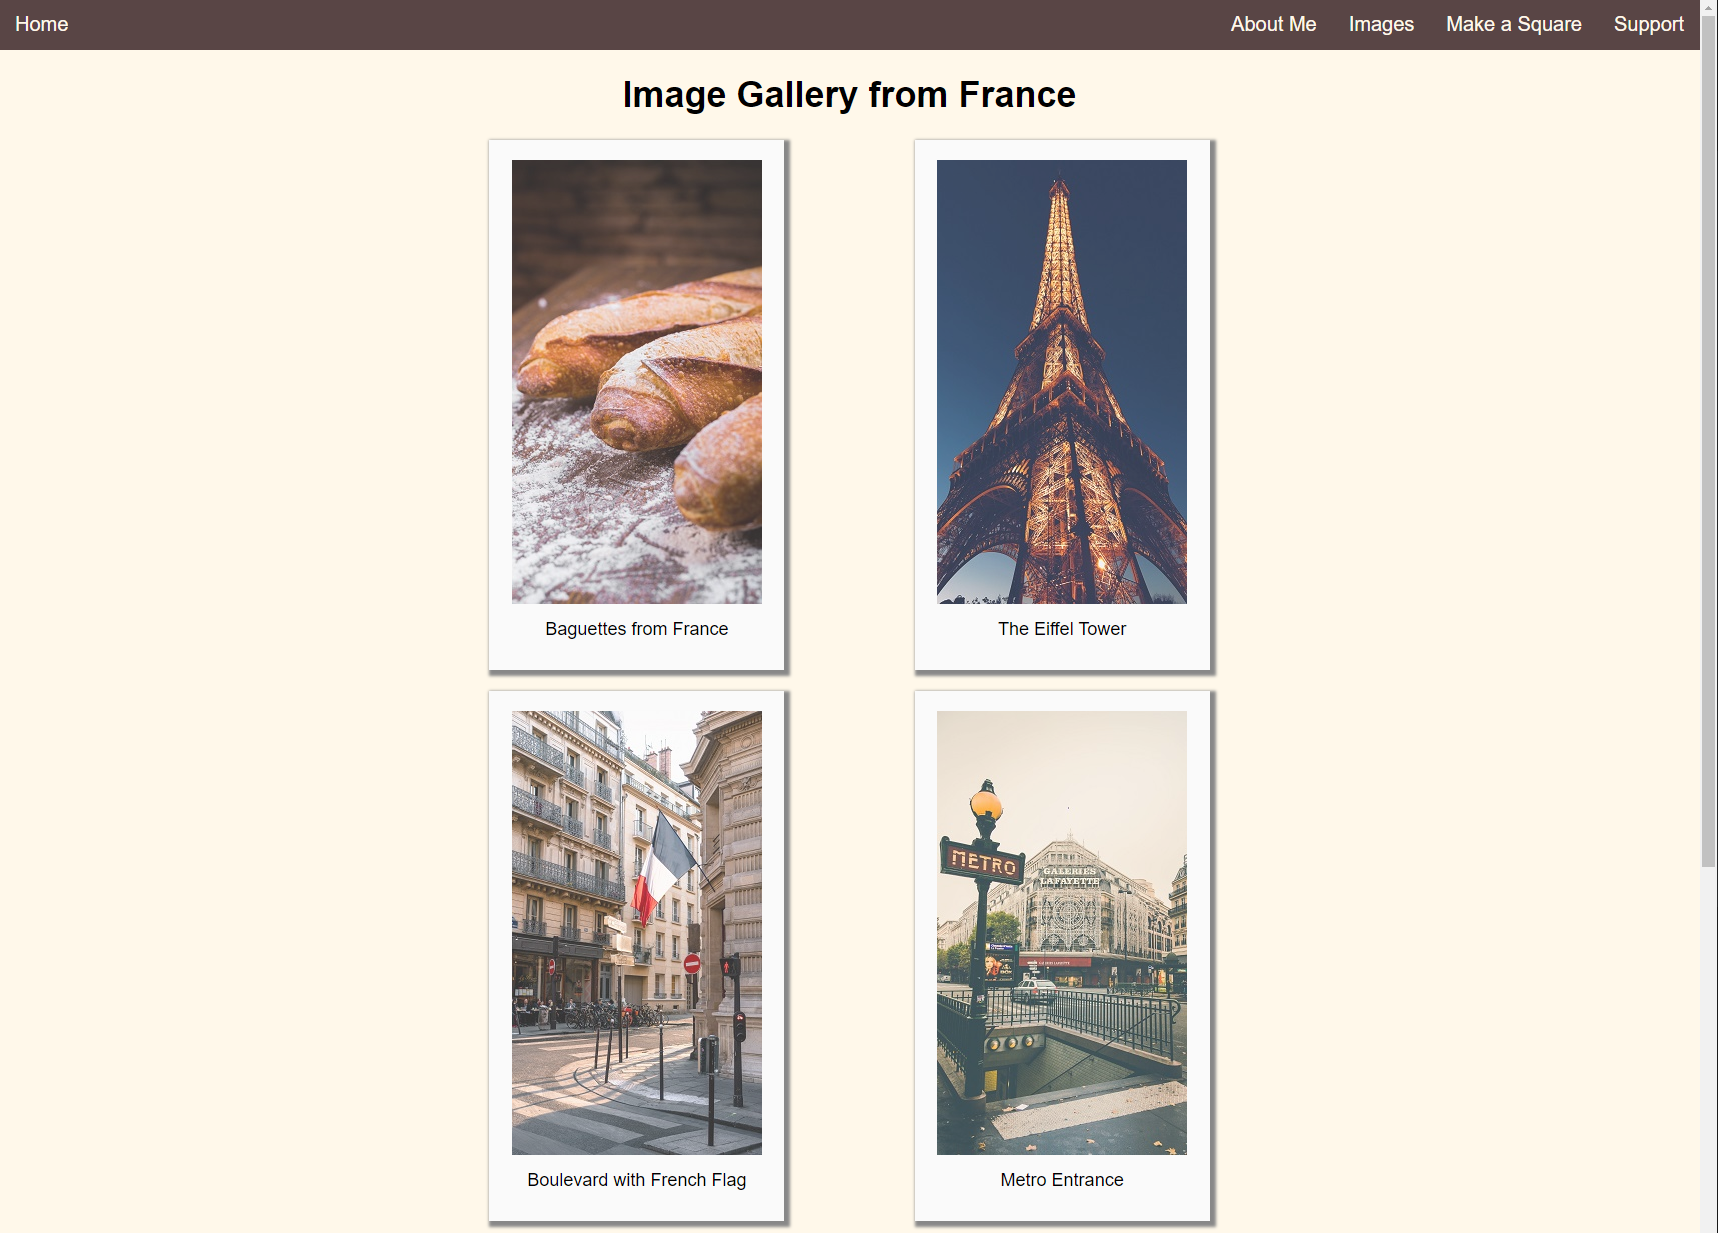 Home About Me Images Make a Square Support
Image Gallery from France
Baguettes from France
The Eiffel Tower
METRO
GALERIES
LAFAYETTE
Boulevard with French Flag
Metro Entrance